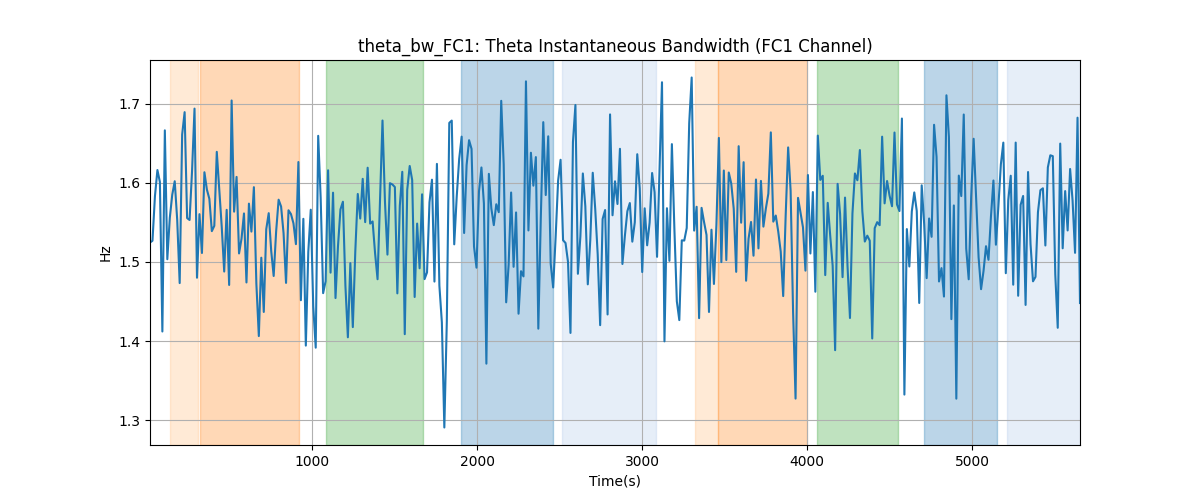 theta_bw_FC1: Theta Instantaneous Bandwidth (FC1 Channel)
1.7
1.6
1.5
1.4
1.3
Hz
1000 2000 3000 4000 5000
Time(s)